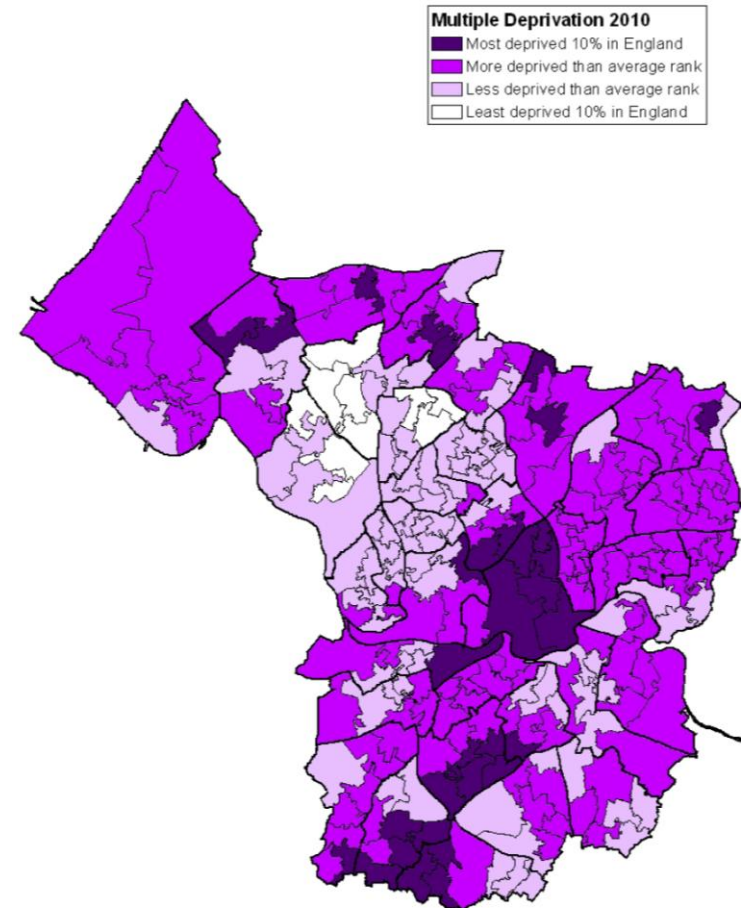 Multiple Deprivation 2010
Most deprived 10% in England
More deprived than average rank
Less deprived than average rank
Least deprived 10% in England